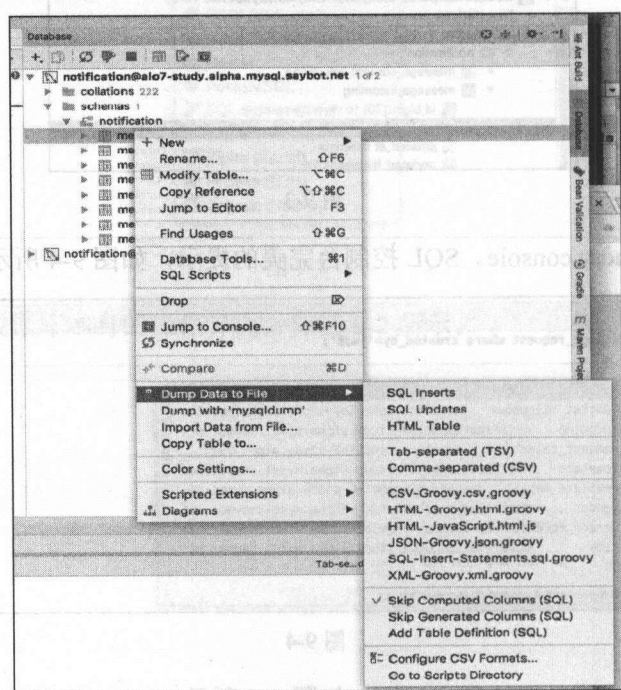 Database
notification@alo7-study.alpha.mysql.saybot.net 1 of 2
collations 222
schemas 1
notification
me
me
me
me
me
me
me
notification@
New
Rename... ⇧F6
Modify Table... ⌥⌘C
Copy Reference ⌥⇧⌘C
Jump to Editor F3
Find Usages ⇧⌘G
Database Tools... ⌘1
SQL Scripts
Drop
Jump to Console... ⇧⌘F10
Synchronize
Compare ⌘D
Dump Data to File
Dump with 'mysqldump'
Import Data from File...
Copy Table to...
Color Settings...
Scripted Extensions
Diagrams
SQL Inserts
SQL Updates
HTML Table
Tab-separated (TSV)
Comma-separated (CSV)
CSV-Groovy.csv.groovy
HTML-Groovy.html.groovy
HTML-JavaScript.html.js
JSON-Groovy.json.groovy
SQL-Insert-Statements.sql.groovy
XML-Groovy.xml.groovy
✓ Skip Computed Columns (SQL)
Skip Generated Columns (SQL)
Add Table Definition (SQL)
Configure CSV Formats...
Go to Scripts Directory
Tab-se...d
Ant Build
Database
Bean Validation
Gradle
Maven Projec